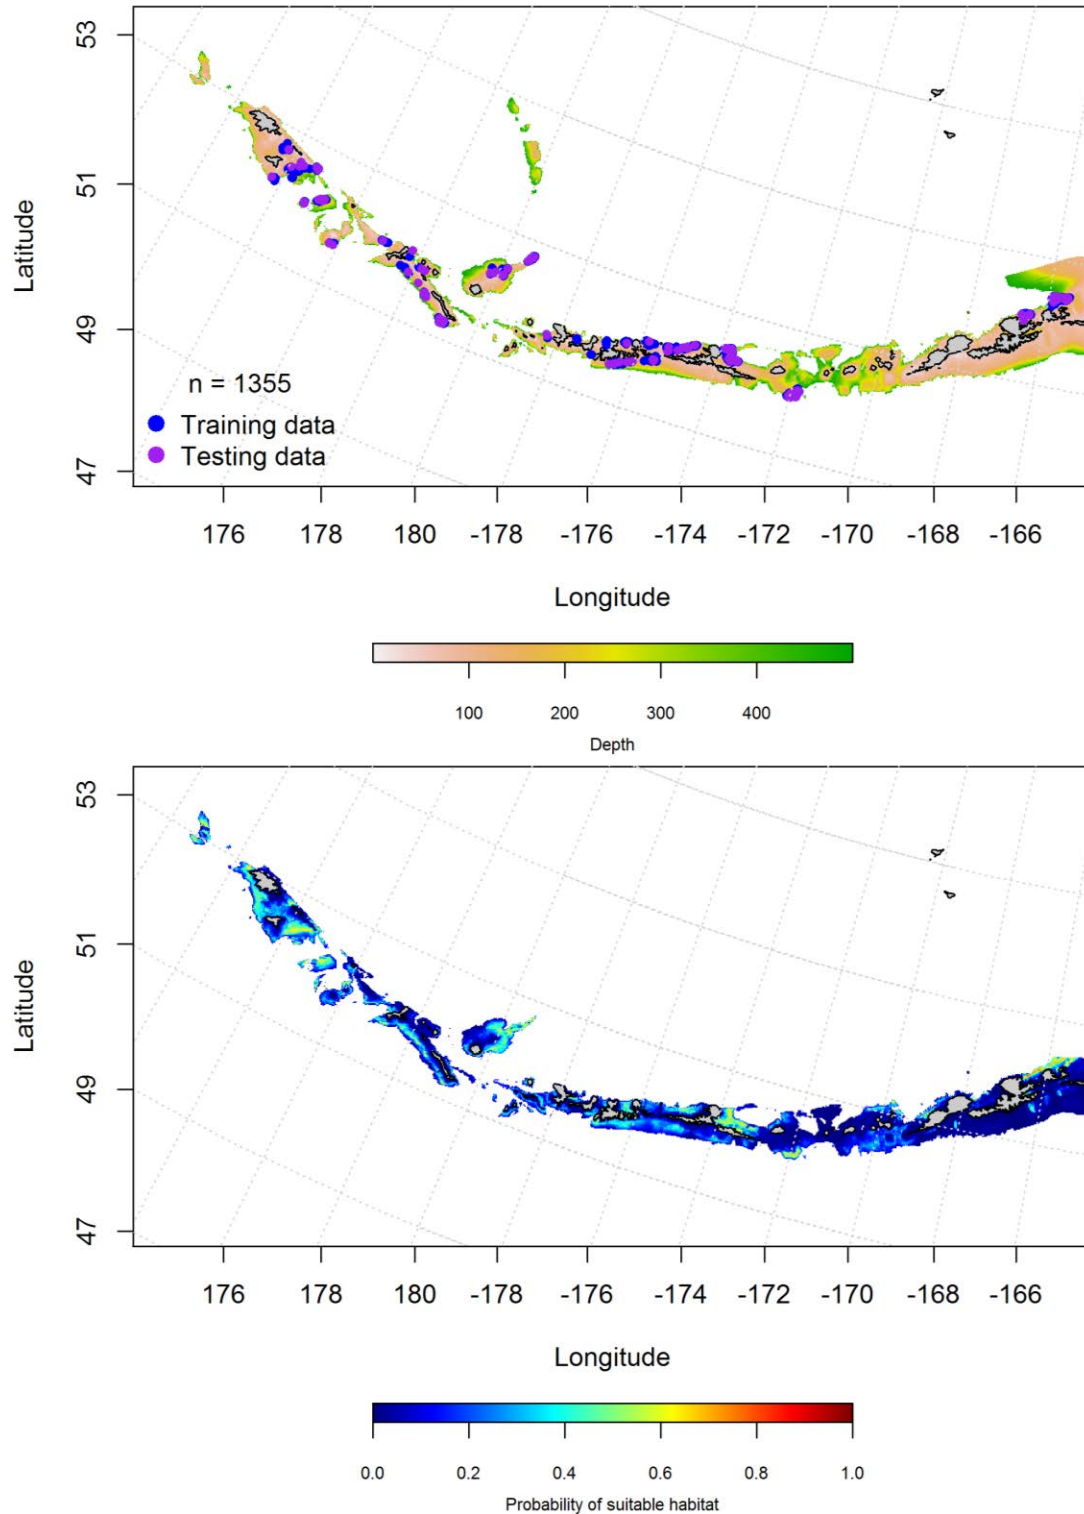 53
51
49
47
Latitude
n = 1355
Training data
Testing data
176 178 180 -178 -176 -174 -172 -170 -168 -166
Longitude
100 200 300 400
Depth
53
51
49
47
Latitude
176 178 180 -178 -176 -174 -172 -170 -168 -166
Longitude
0.0 0.2 0.4 0.6 0.8 1.0
Probability of suitable habitat